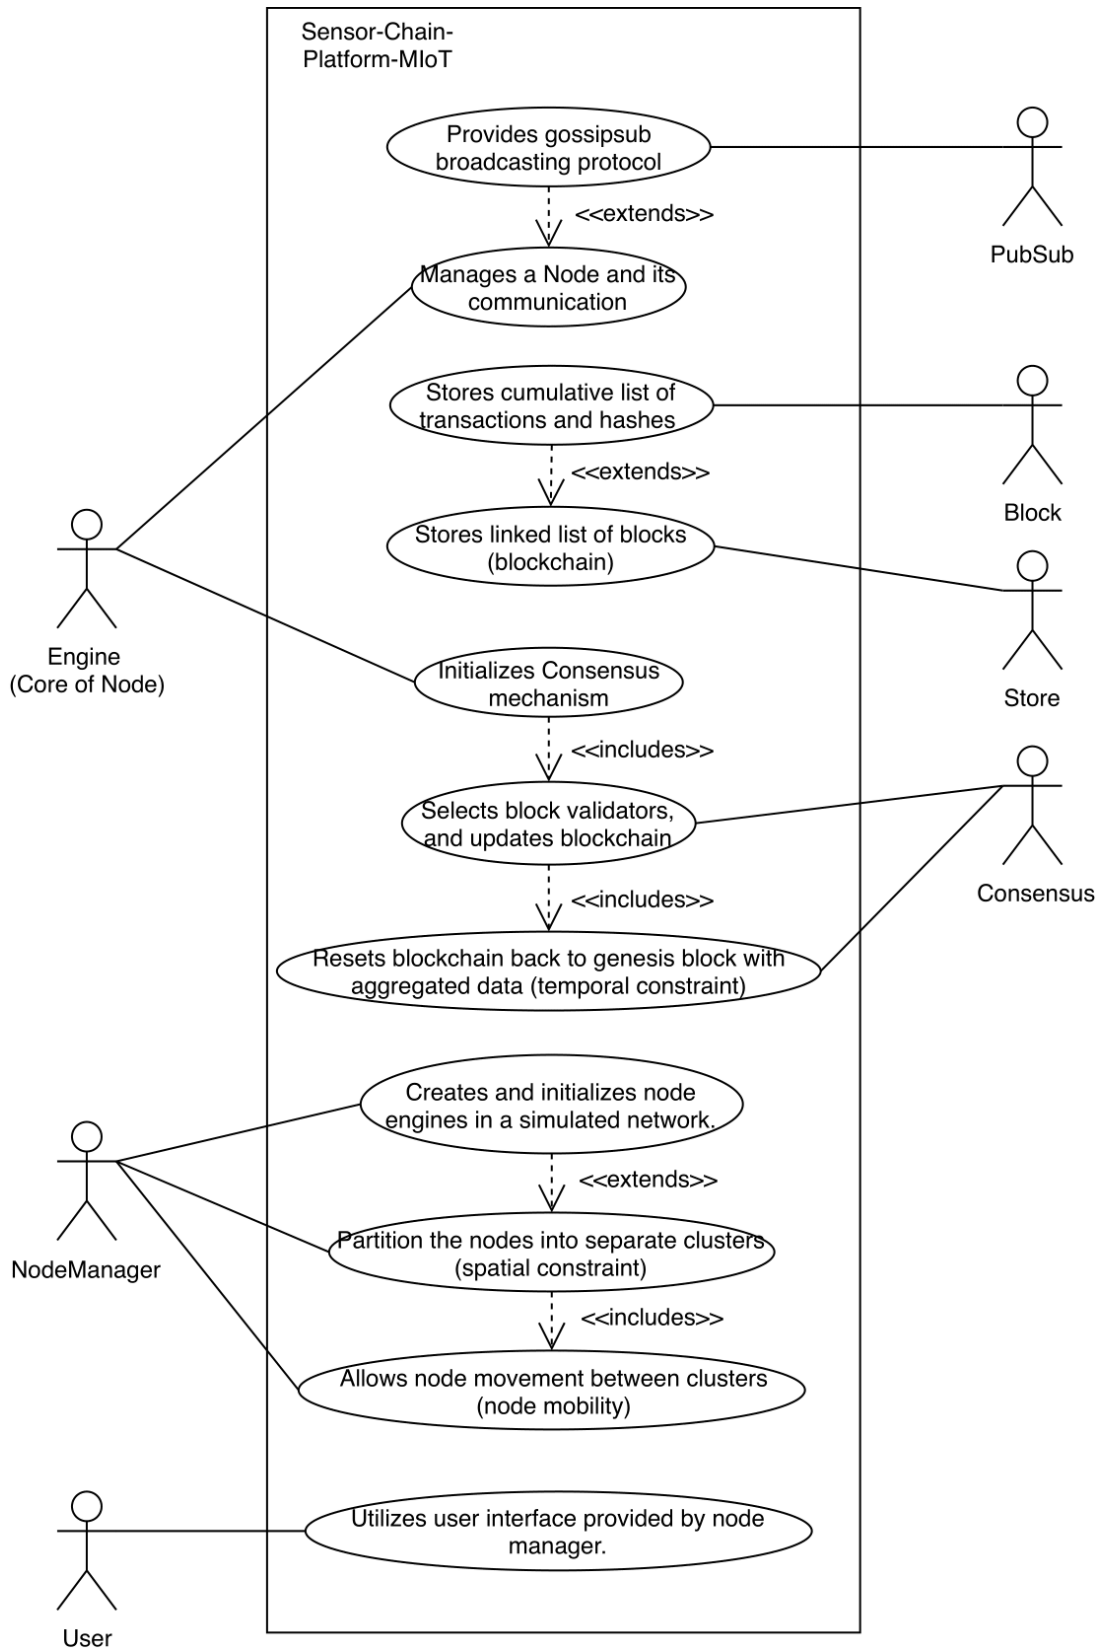 Sensor-Chain-
Platform-MIoT
Provides gossipsub
broadcasting protocol
PubSub
<<extends>>
Manages a Node and its
communication
Stores cumulative list of
transactions and hashes
Block
<<extends>>
Stores linked list of blocks
(blockchain)
Store
Engine
(Core of Node)
Initializes Consensus
mechanism
<<includes>>
Selects block validators,
and updates blockchain
Consensus
<<includes>>
Resets blockchain back to genesis block with
aggregated data (temporal constraint)
Creates and initializes node
engines in a simulated network.
<<extends>>
Partition the nodes into separate clusters
(spatial constraint)
NodeManager
<<includes>>
Allows node movement between clusters
(node mobility)
Utilizes user interface provided by node
manager.
User